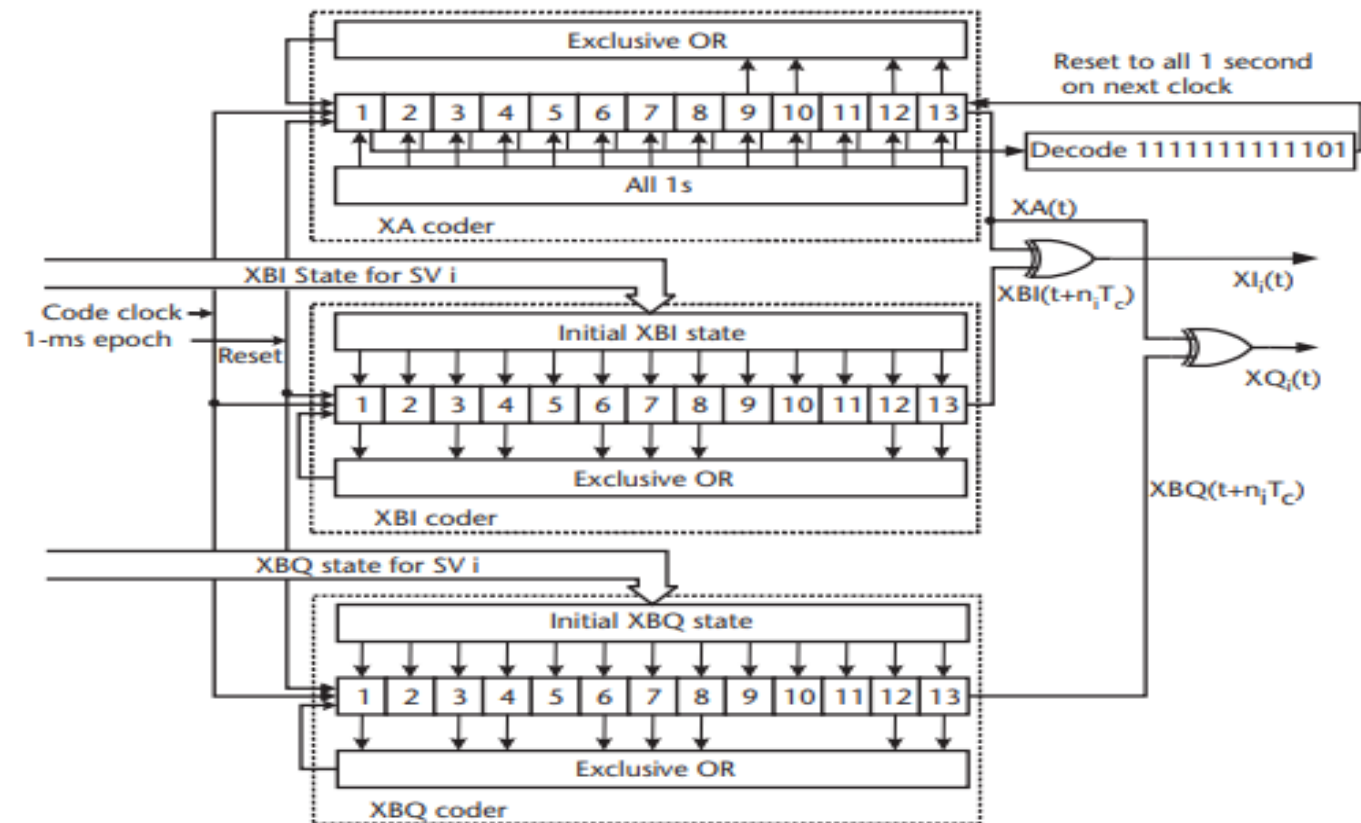 Exclusive OR
Reset to all 1 second
on next clock
1 2 3 4 5 6 7 8 9 10 11 12 13
Decode 1111111111101
All 1s
XA coder
XA(t)
XBI State for SV i
XI_i(t)
XBI(t+n_iT_c)
Code clock
1-ms epoch
Reset
Initial XBI state
XQ_i(t)
1 2 3 4 5 6 7 8 9 10 11 12 13
Exclusive OR
XBQ(t+n_iT_c)
XBI coder
XBQ state for SV i
Initial XBQ state
1 2 3 4 5 6 7 8 9 10 11 12 13
Exclusive OR
XBQ coder